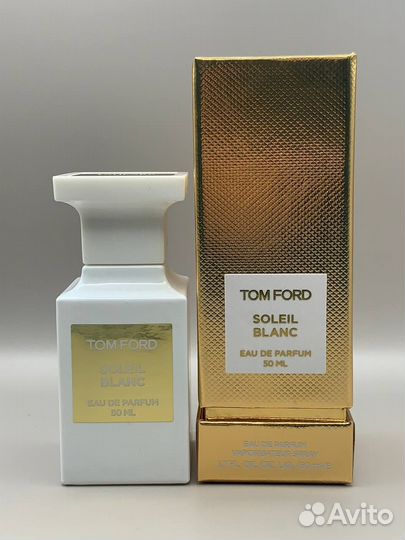 TOM FORD
SOLEIL
BLANC
EAU DE PARFUM
50 ML
TOM FORD
SOLEIL
BLANC
EAU DE PARFUM
50 ML
EAU DE PARFUM
VAPORISATEUR SPRAY
Avito